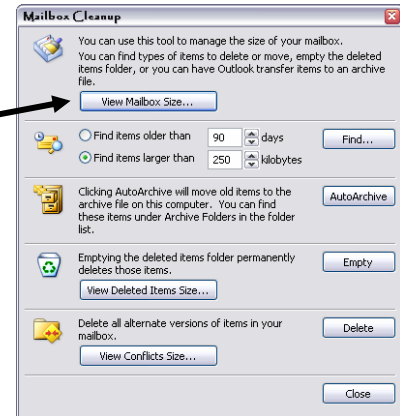 Mailbox Cleanup
You can use this tool to manage the size of your mailbox.
You can find types of items to delete or move, empty the deleted
items folder, or you can have Outlook transfer items to an archive
file.
View Mailbox Size...
Find items older than 90 days
Find...
Find items larger than 250 kilobytes
Clicking AutoArchive will move old items to the
archive file on this computer. You can find
these items under Archive Folders in the folder
list.
AutoArchive
Emptying the deleted items folder permanently
deletes those items.
Empty
View Deleted Items Size...
Delete all alternate versions of items in your
mailbox.
Delete
View Conflicts Size...
Close